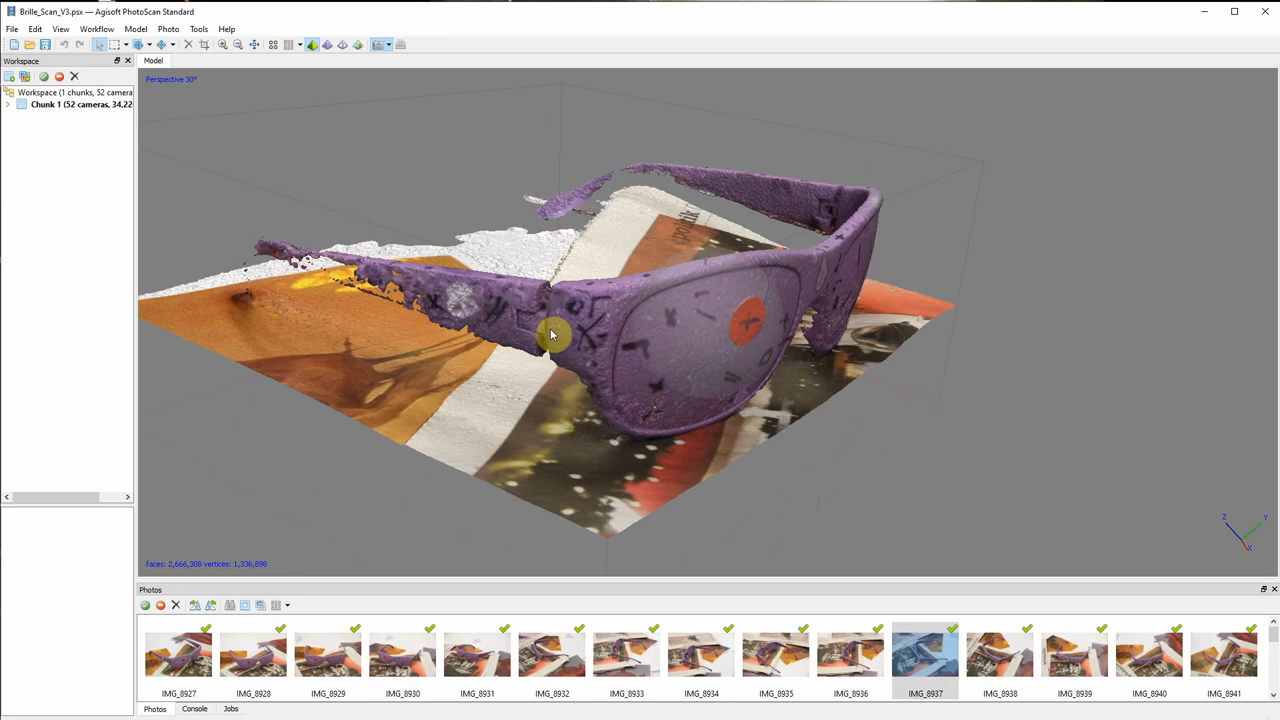 Brille_Scan_V3.psx — Agisoft PhotoScan Standard
File Edit View Workflow Model Photo Tools Help
Workspace
Model
Workspace (1 chunks, 52 camera
Chunk 1 (52 cameras, 34,22
Perspective 30°
politik
Z
Y
X
faces: 2,666,308 vertices: 1,336,898
Photos
IMG_8927 IMG_8928 IMG_8929 IMG_8930 IMG_8931 IMG_8932 IMG_8933 IMG_8934 IMG_8935 IMG_8936 IMG_8937 IMG_8938 IMG_8939 IMG_8940 IMG_8941
Photos Console Jobs